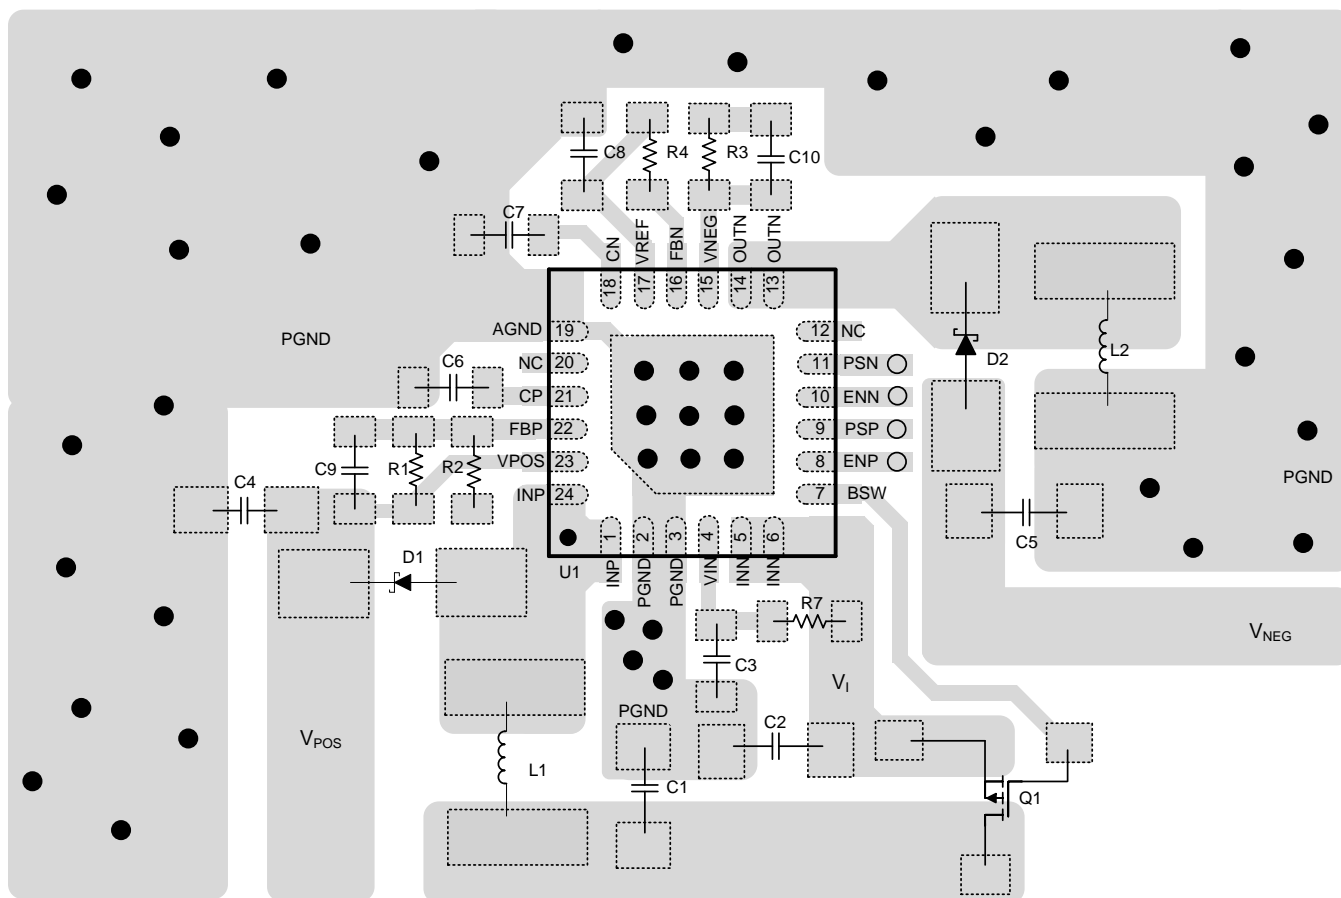 C8
R4
R3
C10
C7
CN
VREF
FBN
VNEG
OUTN
OUTN
18
17
16
15
14
13
PGND
AGND
19
NC
20
C6
CP
21
FBP
22
VPOS
23
INP
24
C9
R1
R2
C4
12
NC
11
PSN
10
ENN
9
PSP
8
ENP
7
BSW
D2
L2
PGND
C5
D1
U1
1
2
3
4
5
6
INP
PGND
PGND
VIN
INN
INN
R7
VNEG
C3
VI
PGND
C2
VPOS
L1
C1
Q1